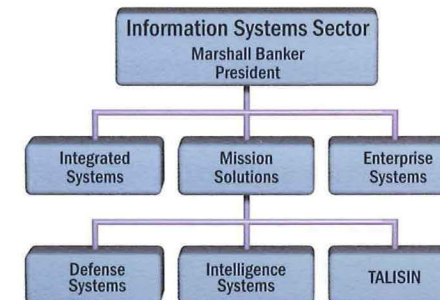 Information Systems Sector
Marshall Banker
President
Integrated
Systems
Mission
Solutions
Enterprise
Systems
Defense
Systems
Intelligence
Systems
TALISIN